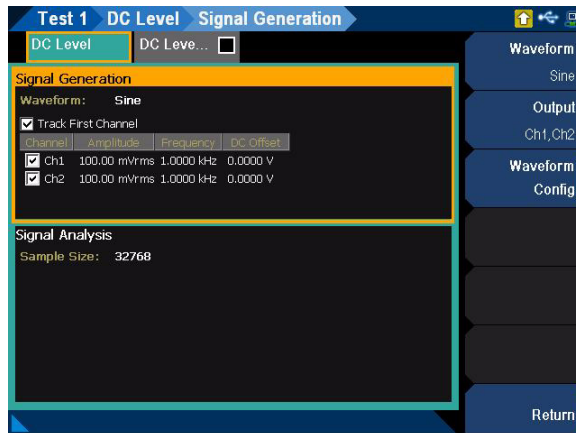 Test 1 DC Level Signal Generation
DC Level DC Leve...
Signal Generation
Waveform: Sine
Track First Channel
Channel Amplitude Frequency DC Offset
Ch1 100.00 mVrms 1.0000 kHz 0.0000 V
Ch2 100.00 mVrms 1.0000 kHz 0.0000 V
Signal Analysis
Sample Size: 32768
Waveform
Sine
Output
Ch1,Ch2
Waveform
Config
Return